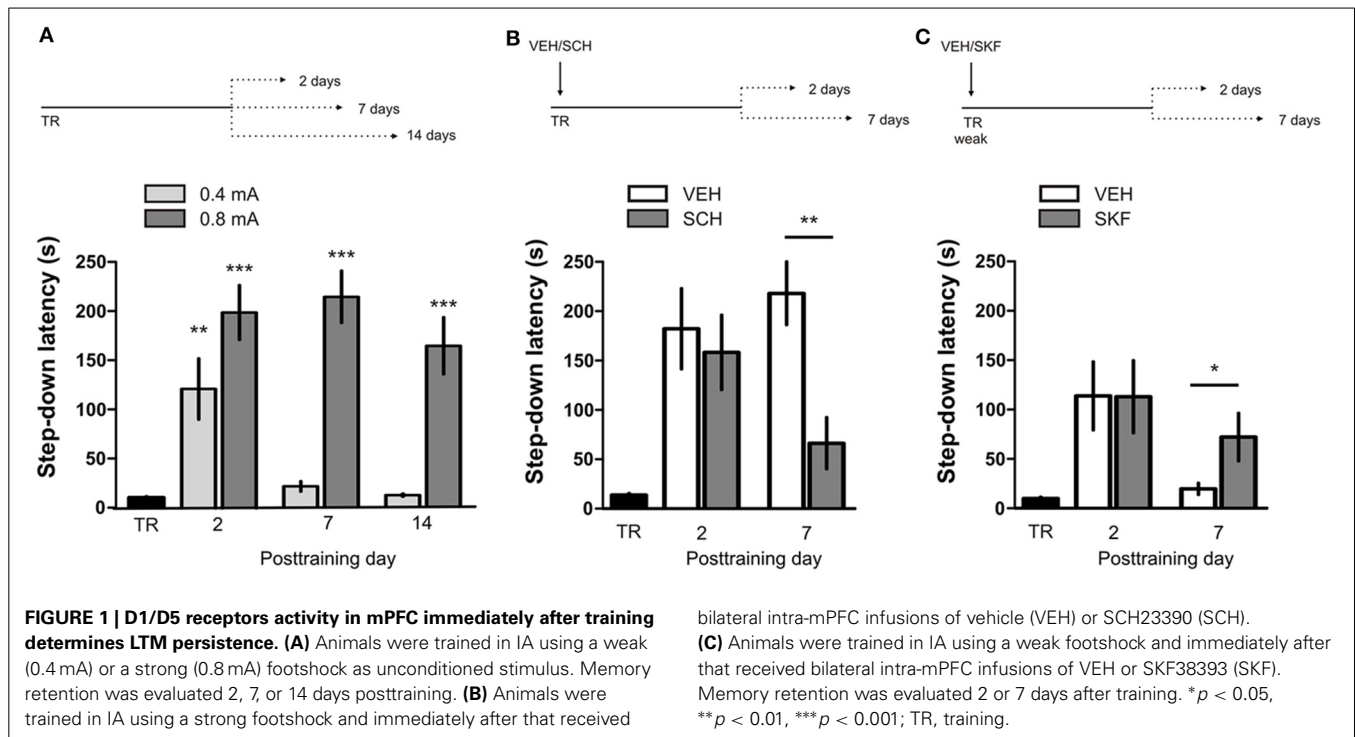 A
TR
2 days
7 days
14 days
0.4 mA
0.8 mA
Step-down latency (s)
250
200
150
100
50
0
**
***
***
***
TR
2
7
14
Posttraining day
B
VEH/SCH
TR
2 days
7 days
VEH
SCH
Step-down latency (s)
250
200
150
100
50
0
**
TR
2
7
Posttraining day
C
VEH/SKF
TR
weak
2 days
7 days
VEH
SKF
Step-down latency (s)
250
200
150
100
50
0
*
TR
2
7
Posttraining day
FIGURE 1 | D1/D5 receptors activity in mPFC immediately after training
determines LTM persistence. (A) Animals were trained in IA using a weak
(0.4 mA) or a strong (0.8 mA) footshock as unconditioned stimulus. Memory
retention was evaluated 2, 7, or 14 days posttraining. (B) Animals were
trained in IA using a strong footshock and immediately after that received
bilateral intra-mPFC infusions of vehicle (VEH) or SCH23390 (SCH).
(C) Animals were trained in IA using a weak footshock and immediately after
that received bilateral intra-mPFC infusions of VEH or SKF38393 (SKF).
Memory retention was evaluated 2 or 7 days after training. *p < 0.05,
**p < 0.01, ***p < 0.001; TR, training.